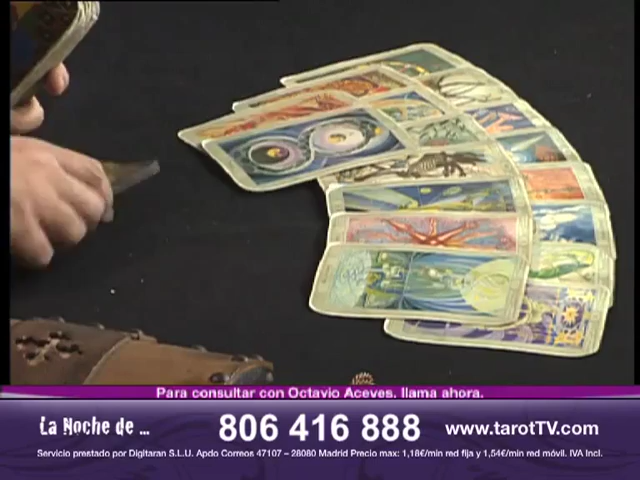 Para consultar con Octavio Aceves, llama ahora.
La Noche de ... 806 416 888 www.tarotTV.com
Servicio prestado por Digitaran S.L.U. Apdo Correos 47107 – 28080 Madrid Precio max: 1,18€/min red fija y 1,54€/min red móvil. IVA Incl.